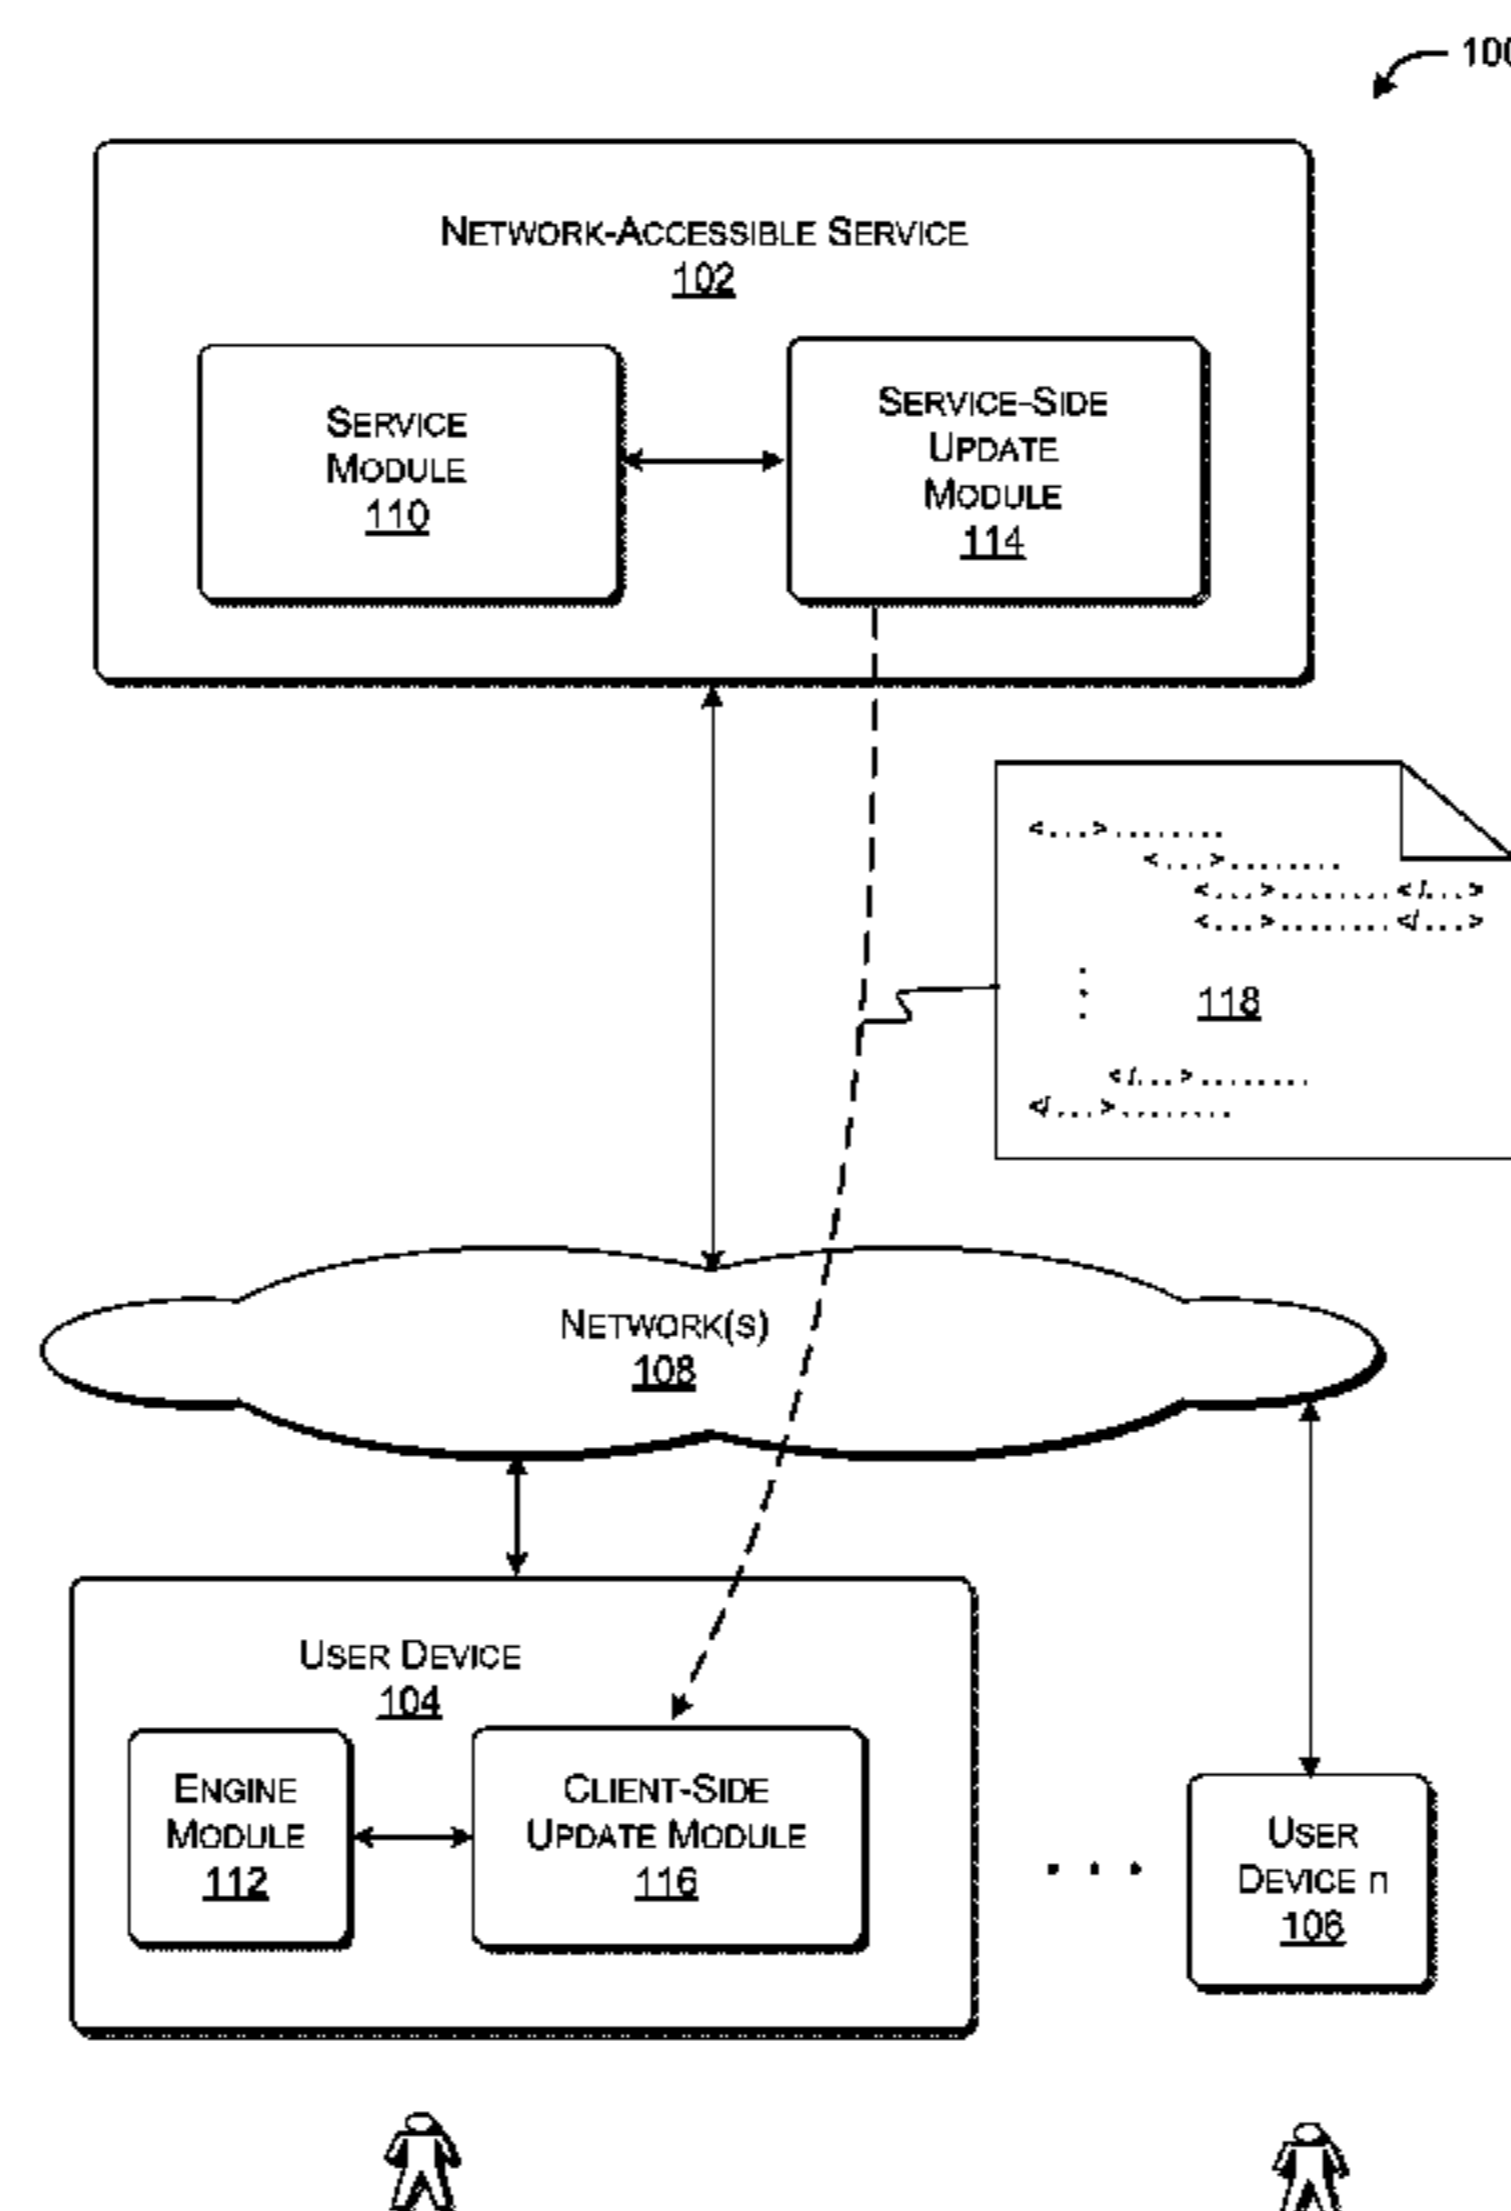 100
NETWORK-ACCESSIBLE SERVICE
102
SERVICE
MODULE
110
SERVICE-SIDE
UPDATE
MODULE
114
<...>........
<...>........
<...>........</...>
<...>........</...>
118
</...>........
</...>........
NETWORK(S)
108
USER DEVICE
104
ENGINE
MODULE
112
CLIENT-SIDE
UPDATE MODULE
116
. . .
USER
DEVICE n
106